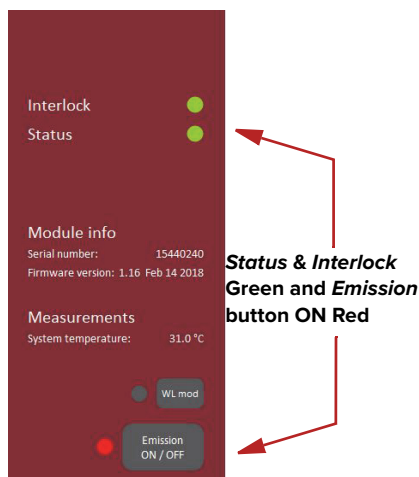 Interlock
Status
Module info
Serial number: 15440240
Firmware version: 1.16 Feb 14 2018
Measurements
System temperature: 31.0 °C
WL mod
Emission
ON / OFF
Status & Interlock
Green and Emission
button ON Red